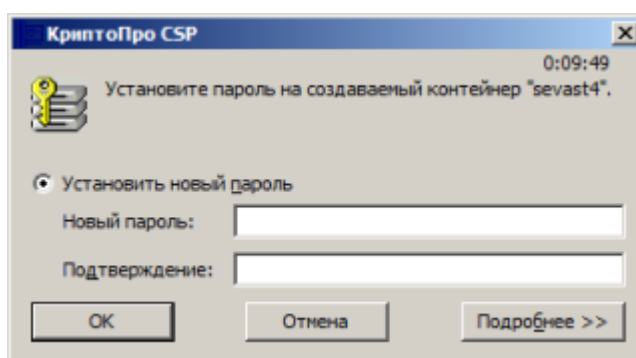 КриптоПро CSP
0:09:49
Установите пароль на создаваемый контейнер "sevast4".
Установить новый пароль
Новый пароль:
Подтверждение:
OK
Отмена
Подробнее >>